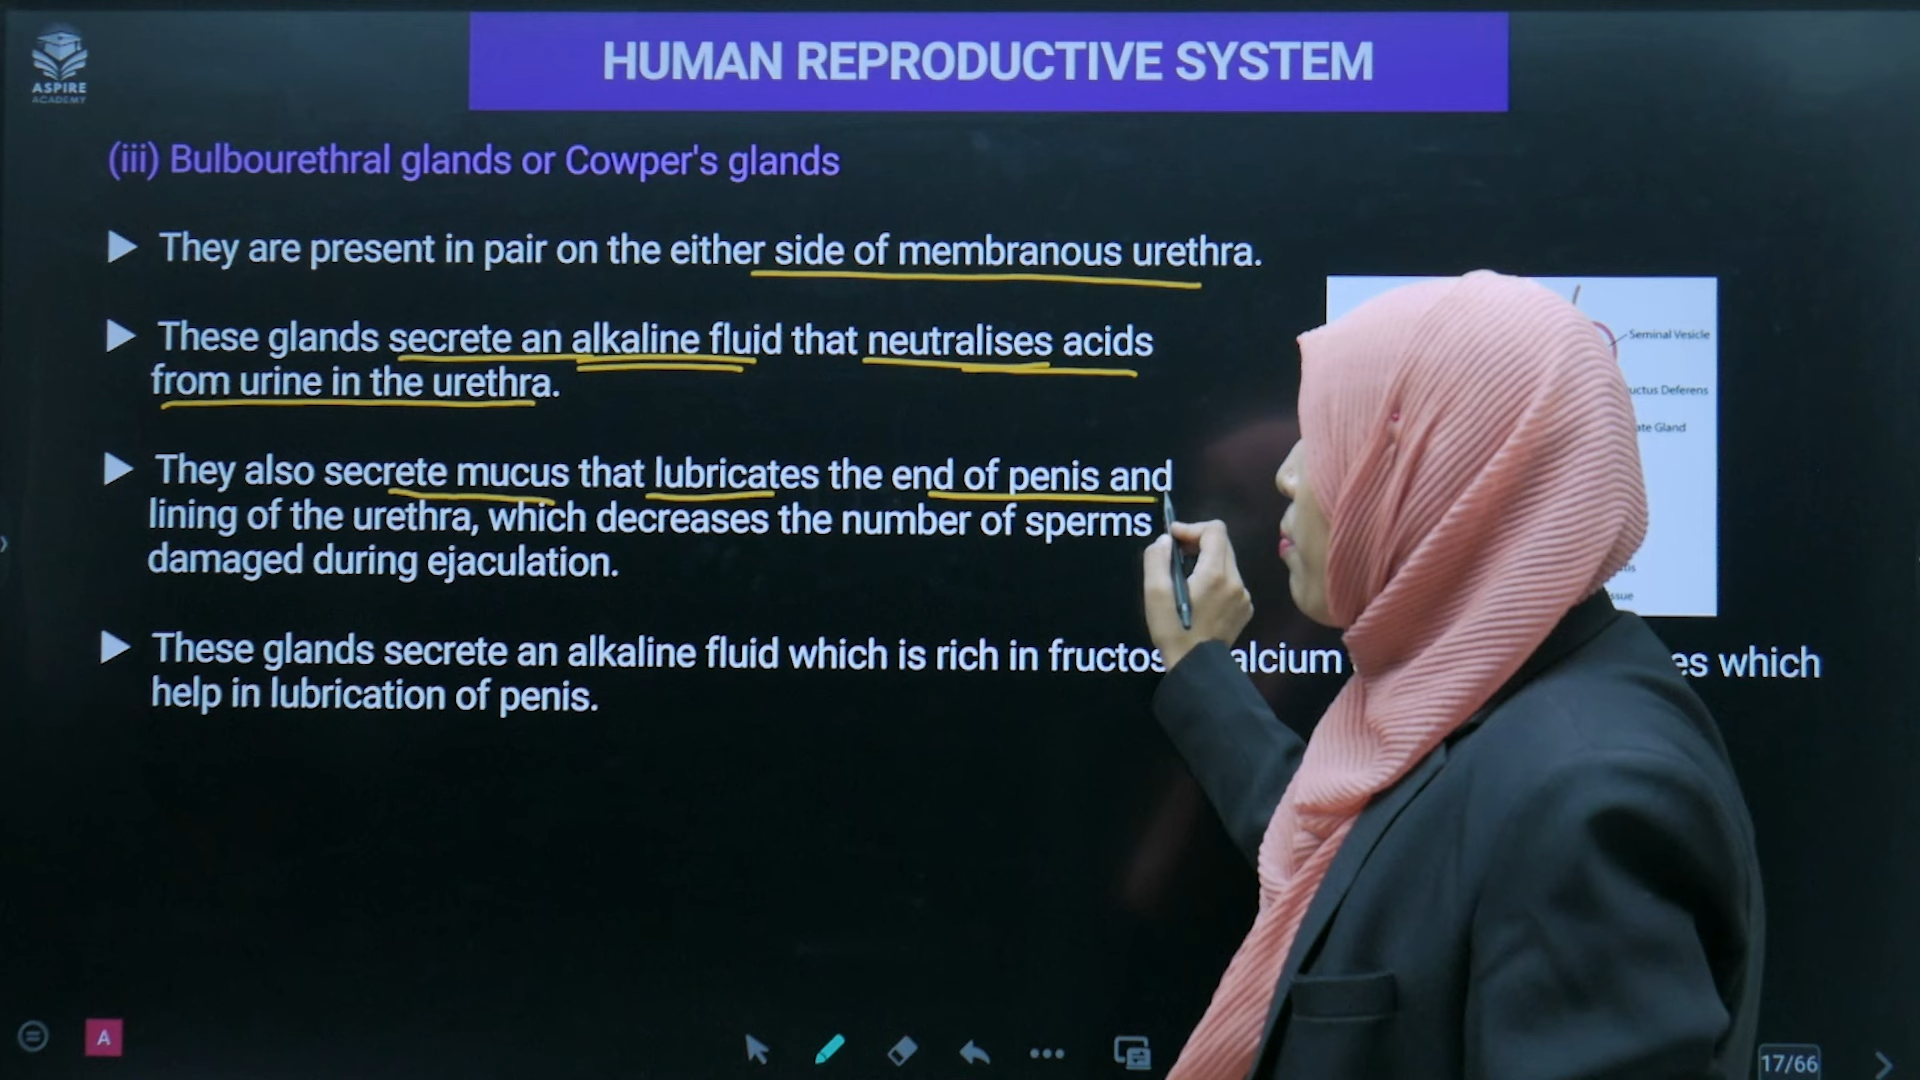 ASPIRE
ACADEMY
HUMAN REPRODUCTIVE SYSTEM
(iii) Bulbourethral glands or Cowper's glands
They are present in pair on the either side of membranous urethra.
These glands secrete an alkaline fluid that neutralises acids
from urine in the urethra.
They also secrete mucus that lubricates the end of penis and
lining of the urethra, which decreases the number of sperms
damaged during ejaculation.
These glands secrete an alkaline fluid which is rich in fructos alcium es which
help in lubrication of penis.
Seminal Vesicle
uctus Deferens
ate Gland
tis
ssue
A
17/66